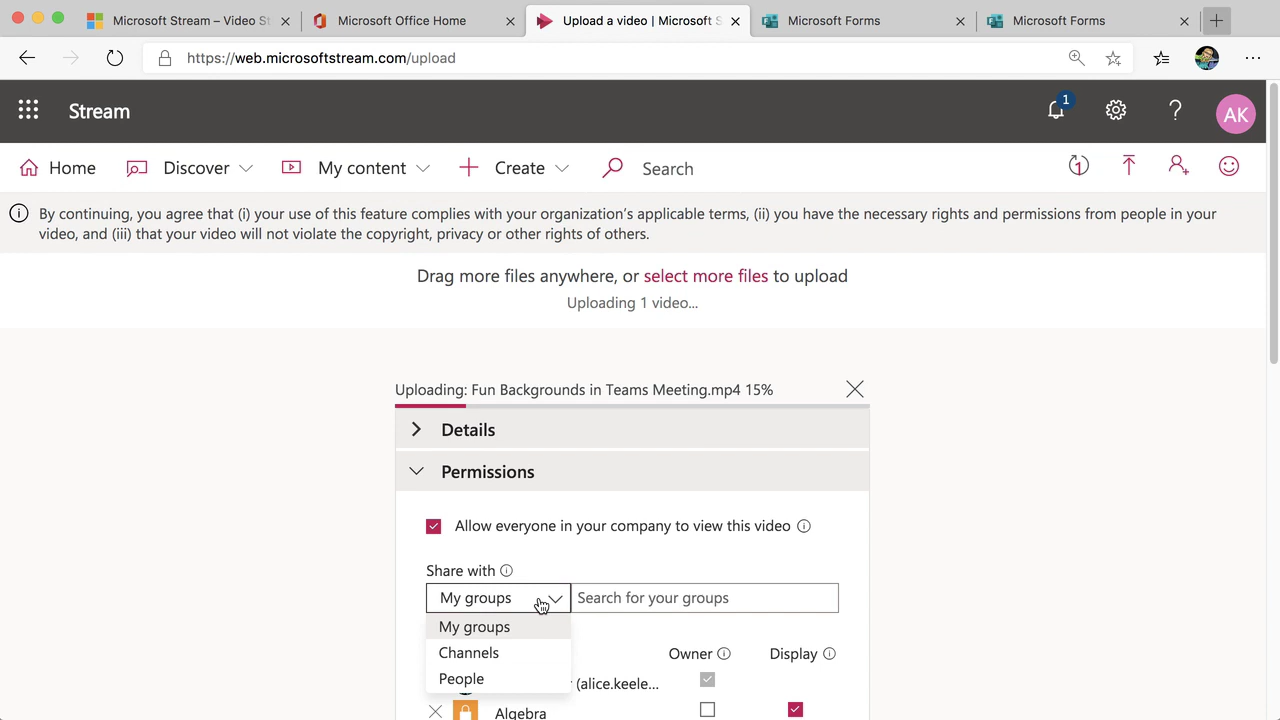 Microsoft Stream – Video St
Microsoft Office Home
Upload a video | Microsoft S
Microsoft Forms
Microsoft Forms
https://web.microsoftstream.com/upload
Stream
1
AK
Home
Discover
My content
Create
Search
1
By continuing, you agree that (i) your use of this feature complies with your organization's applicable terms, (ii) you have the necessary rights and permissions from people in your
video, and (iii) that your video will not violate the copyright, privacy or other rights of others.
Drag more files anywhere, or select more files to upload
Uploading 1 video...
Uploading: Fun Backgrounds in Teams Meeting.mp4 15%
Details
Permissions
Allow everyone in your company to view this video
Share with
My groups
Search for your groups
My groups
Channels
People
Owner
Display
(alice.keele...
Algebra